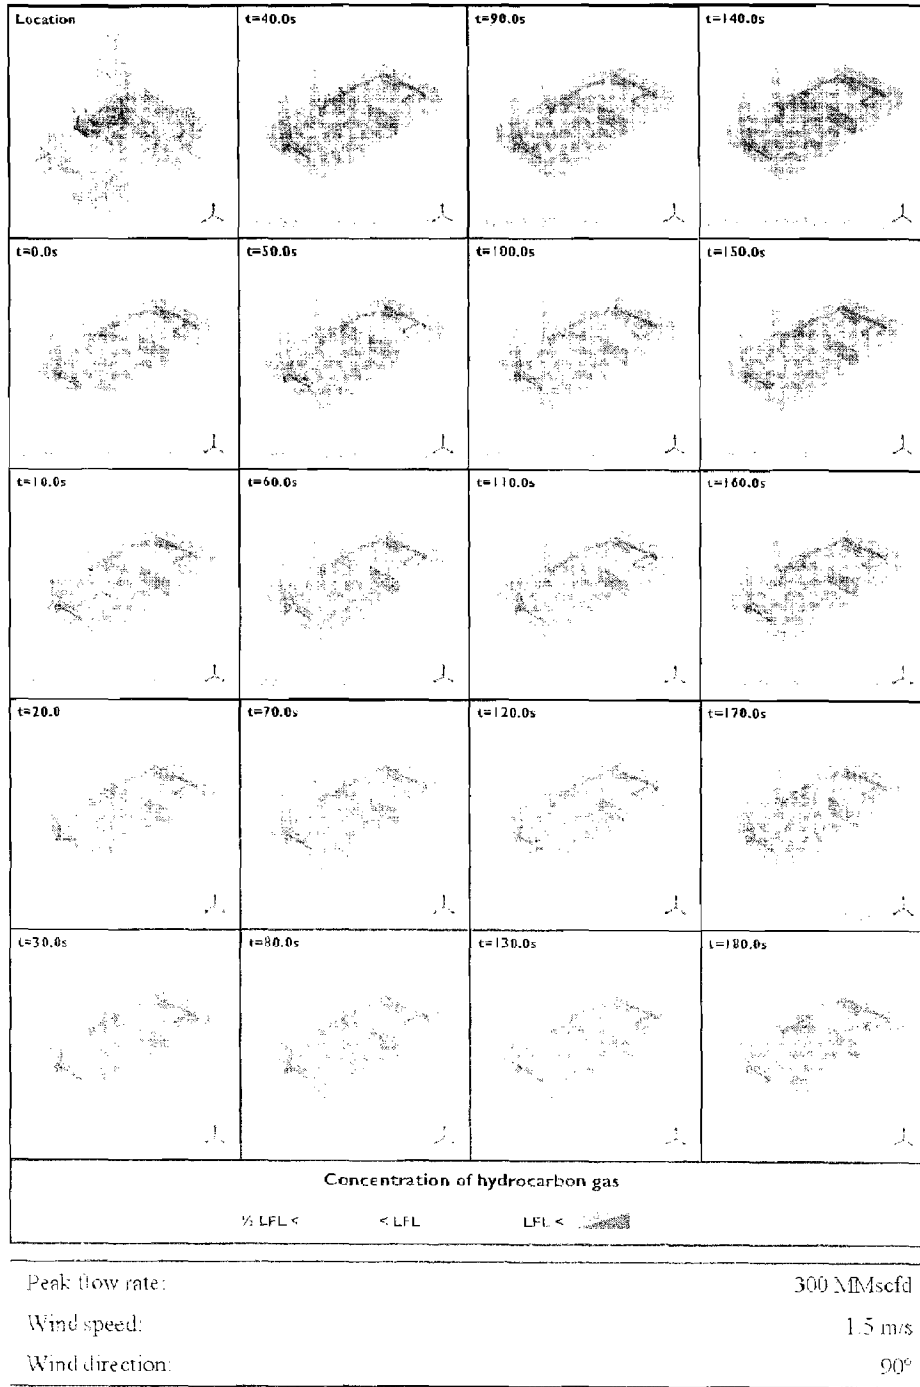 Location t=40.0s t=90.0s t=140.0s
t=0.0s t=50.0s t=100.0s t=150.0s
t=10.0s t=60.0s t=110.0s t=160.0s
t=20.0 t=70.0s t=120.0s t=170.0s
t=30.0s t=80.0s t=130.0s t=180.0s
Concentration of hydrocarbon gas
½ LFL < < LFL LFL <
Peak flow rate: 300 MMscfd
Wind speed: 1.5 m/s
Wind direction: 90°